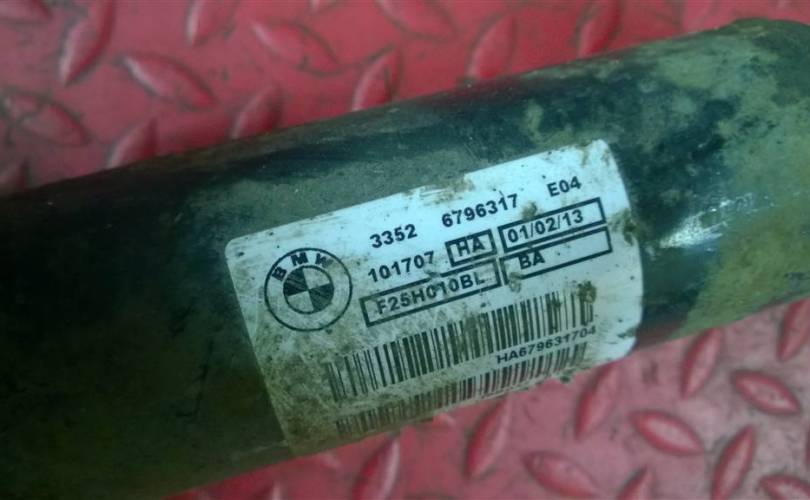 BMW
3352 6796317 E04
101707 HA 01/02/13
F25H010BL BA
HA679631704